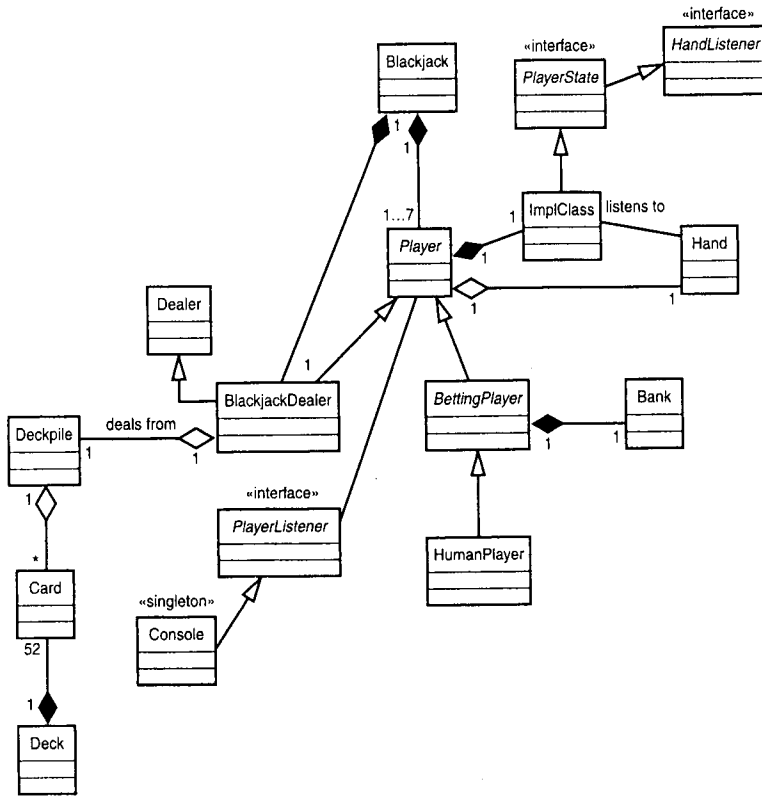 «interface»
HandListener
«interface»
PlayerState
Blackjack
1
1
1...7
Player
1
1
ImplClass
listens to
Hand
1
1
Dealer
1
BlackjackDealer
BettingPlayer
Bank
1
1
deals from
1
1
Deckpile
1
«interface»
PlayerListener
HumanPlayer
*
Card
52
«singleton»
Console
1
Deck